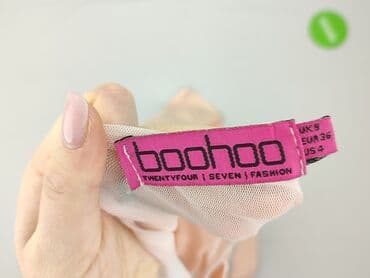 boohoo
TWENTYFOUR | SEVEN | FASHION
UK 8
EUR 36
US 4